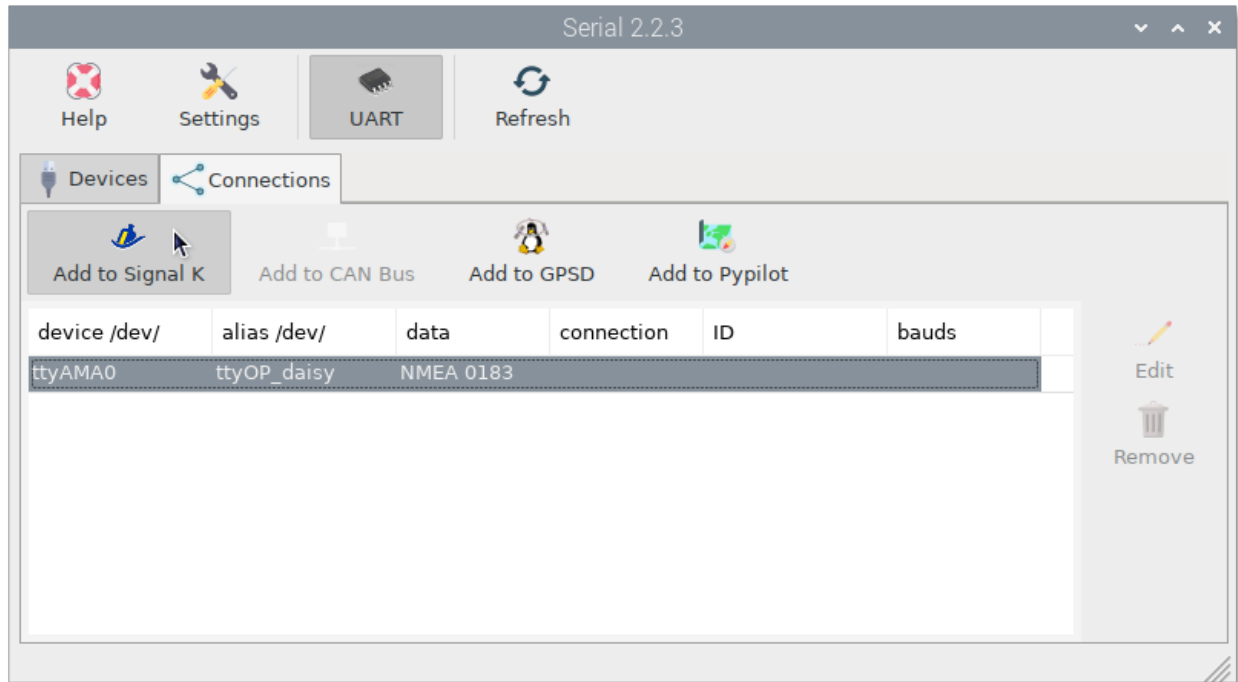 Serial 2.2.3
Help Settings UART Refresh
Devices Connections
Add to Signal K Add to CAN Bus Add to GPSD Add to Pypilot
device /dev/ alias /dev/ data connection ID bauds
ttyAMA0 ttyOP_daisy NMEA 0183
Edit
Remove